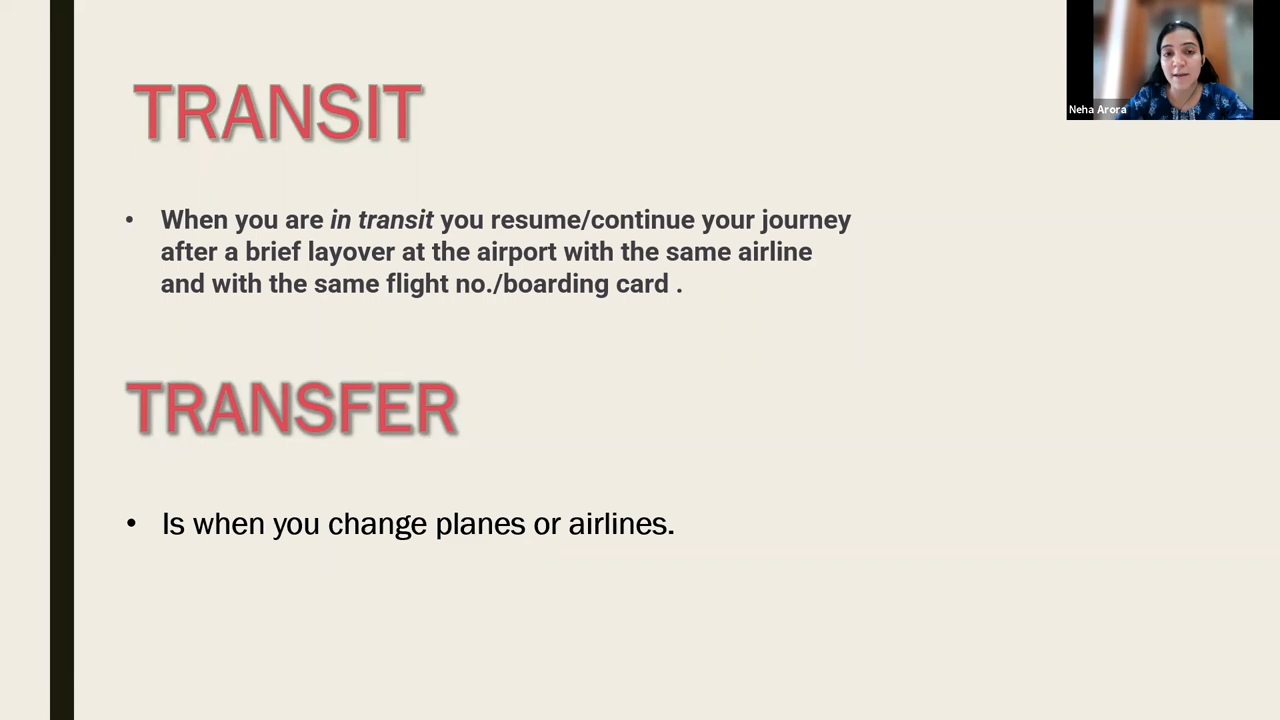 TRANSIT
Neha Arora
• When you are in transit you resume/continue your journey
after a brief layover at the airport with the same airline
and with the same flight no./boarding card .
TRANSFER
• Is when you change planes or airlines.